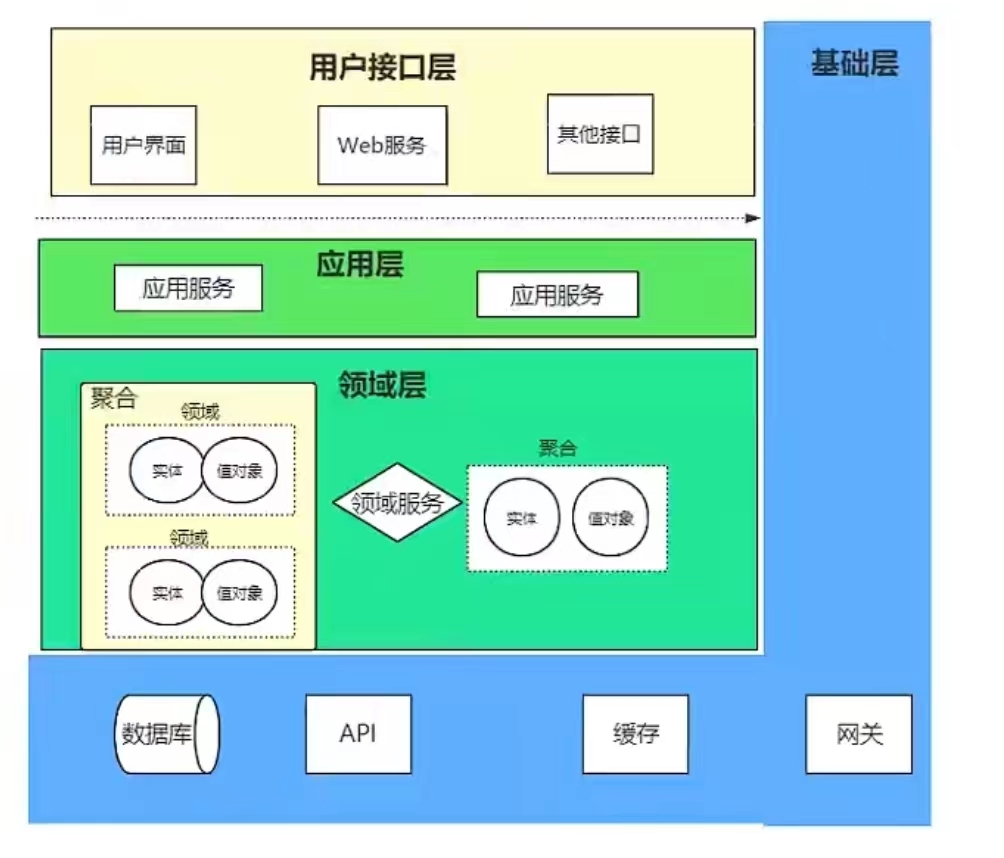 用户接口层
基础层
用户界面
Web服务
其他接口
应用层
应用服务
应用服务
领域层
聚合
领域
实体
值对象
领域
实体
值对象
领域服务
聚合
实体
值对象
数据库
API
缓存
网关